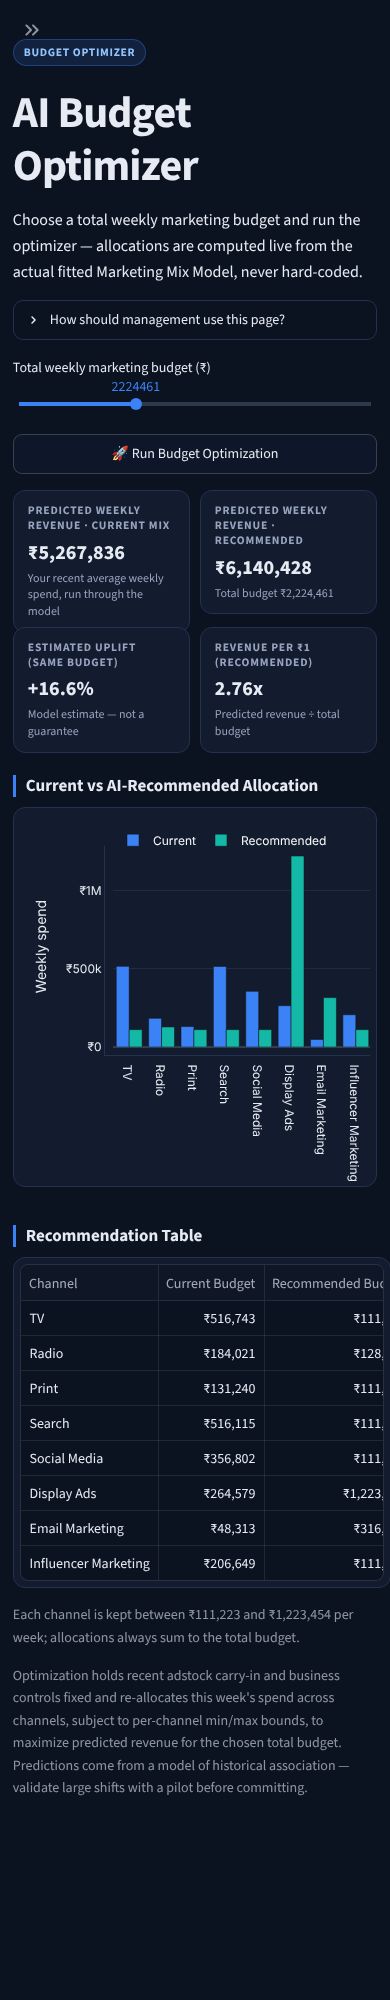 BUDGET OPTIMIZER
AI Budget
Optimizer
Choose a total weekly marketing budget and run the
optimizer — allocations are computed live from the
actual fitted Marketing Mix Model, never hard-coded.
How should management use this page?
Total weekly marketing budget (₹)
2224461
🚀 Run Budget Optimization
PREDICTED WEEKLY
REVENUE · CURRENT MIX
₹5,267,836
Your recent average weekly
spend, run through the
model
PREDICTED WEEKLY
REVENUE ·
RECOMMENDED
₹6,140,428
Total budget ₹2,224,461
ESTIMATED UPLIFT
(SAME BUDGET)
+16.6%
Model estimate — not a
guarantee
REVENUE PER ₹1
(RECOMMENDED)
2.76x
Predicted revenue ÷ total
budget
Current vs AI-Recommended Allocation
Current Recommended
Weekly spend
₹1M
₹500k
₹0
TV
Radio
Print
Search
Social Media
Display Ads
Email Marketing
Influencer Marketing
Recommendation Table
Channel Current Budget Recommended Bud
TV ₹516,743 ₹111,
Radio ₹184,021 ₹128,
Print ₹131,240 ₹111,
Search ₹516,115 ₹111,
Social Media ₹356,802 ₹111,
Display Ads ₹264,579 ₹1,223,
Email Marketing ₹48,313 ₹316,
Influencer Marketing ₹206,649 ₹111,
Each channel is kept between ₹111,223 and ₹1,223,454 per
week; allocations always sum to the total budget.
Optimization holds recent adstock carry-in and business
controls fixed and re-allocates this week's spend across
channels, subject to per-channel min/max bounds, to
maximize predicted revenue for the chosen total budget.
Predictions come from a model of historical association —
validate large shifts with a pilot before committing.